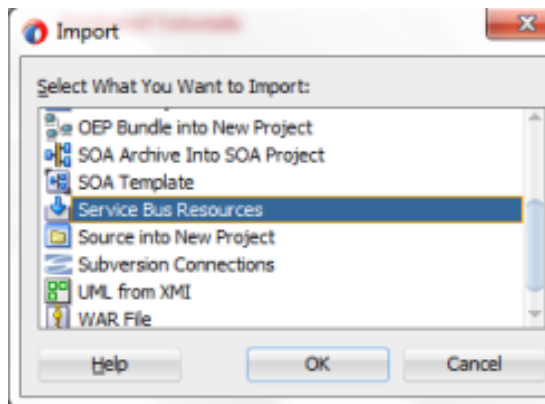 Import
Select What You Want to Import:
OEP Bundle into New Project
SOA Archive Into SOA Project
SOA Template
Service Bus Resources
Source into New Project
Subversion Connections
UML from XMI
WAR File
Help
OK
Cancel